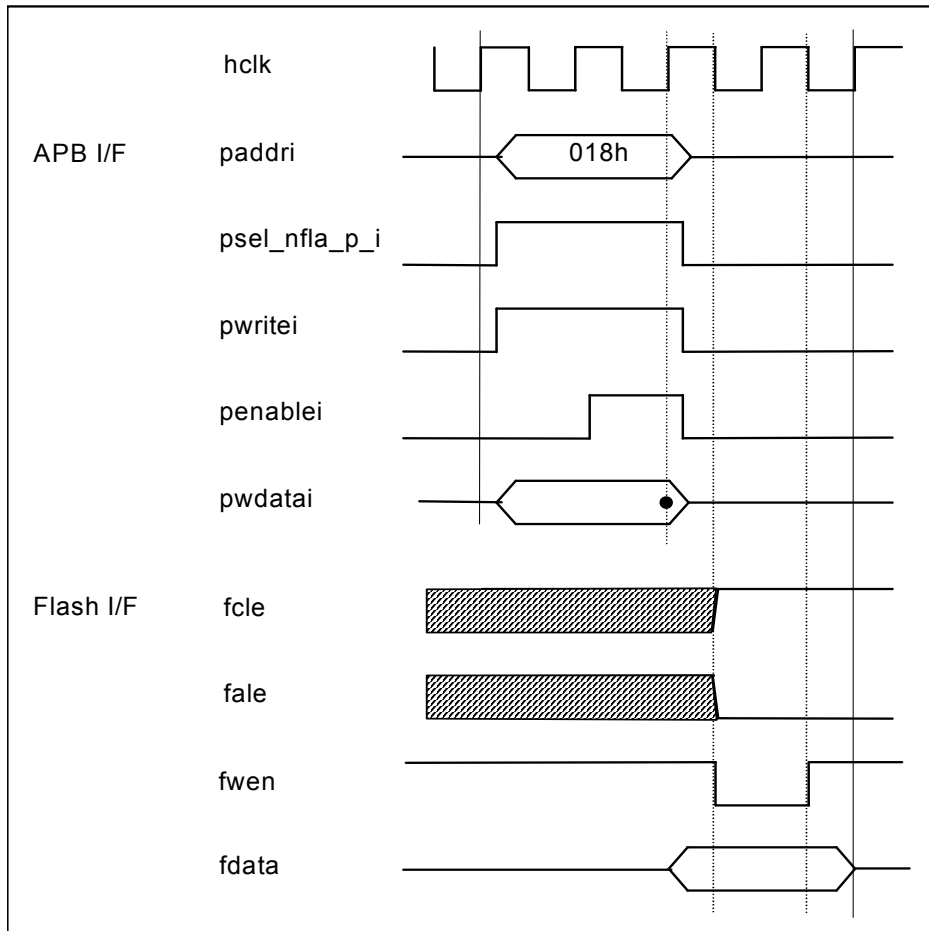 hclk
APB I/F paddri 018h
psel_nfla_p_i
pwritei
penablei
pwdatai
Flash I/F fcle
fale
fwen
fdata